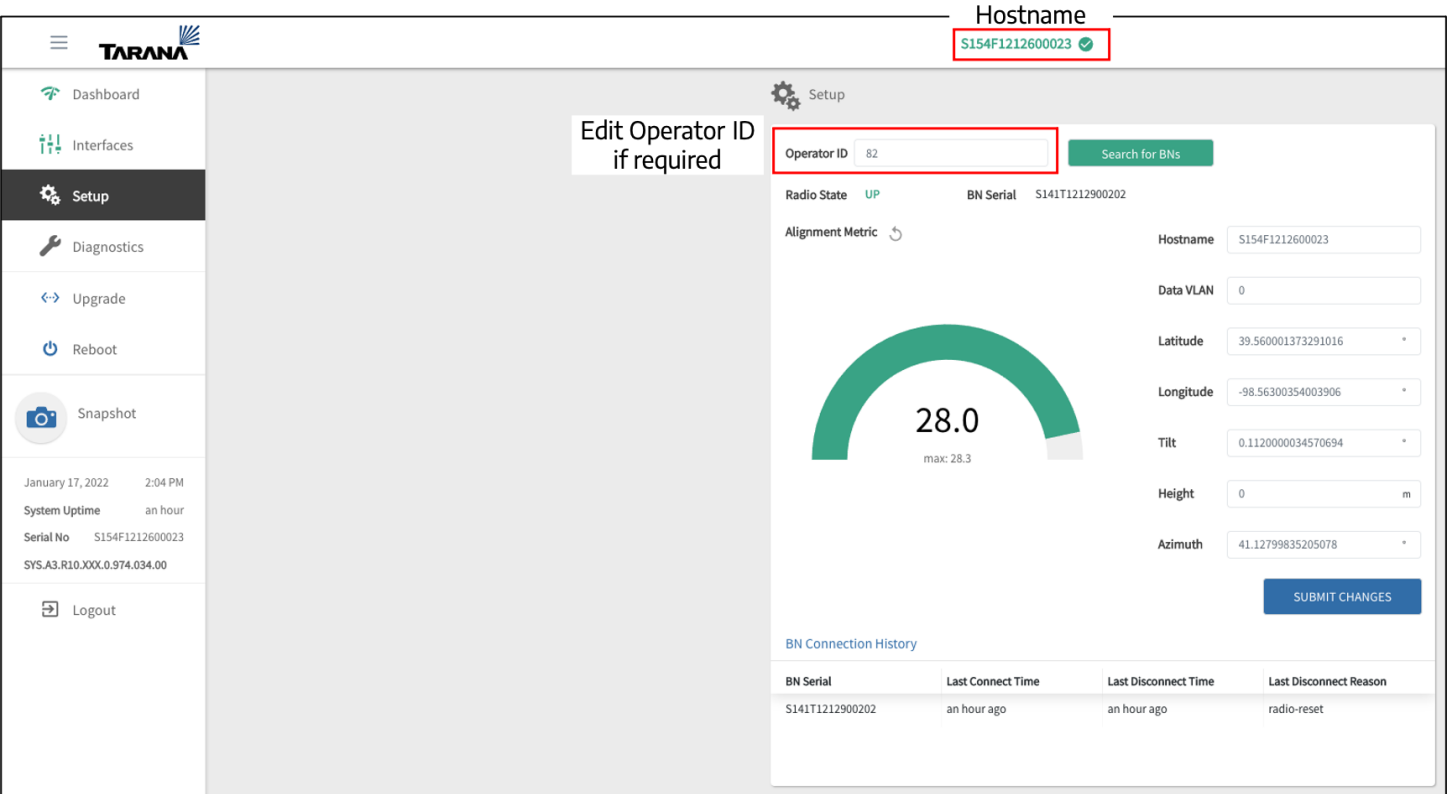 Hostname
TARANA
S154F1212600023
Dashboard
Interfaces
Setup
Diagnostics
Upgrade
Reboot
Snapshot
January 17, 2022 2:04 PM
System Uptime an hour
Serial No S154F1212600023
SYS.A3.R10.XXX.0.974.034.00
Logout
Setup
Edit Operator ID
if required
Operator ID 82 Search for BNs
Radio State UP BN Serial S141T1212900202
Alignment Metric
28.0
max: 28.3
Hostname S154F1212600023
Data VLAN 0
Latitude 39.560001373291016 °
Longitude -98.56300354003906 °
Tilt 0.1120000034570694 °
Height 0 m
Azimuth 41.12799835205078 °
SUBMIT CHANGES
BN Connection History
BN Serial Last Connect Time Last Disconnect Time Last Disconnect Reason
S141T1212900202 an hour ago an hour ago radio-reset